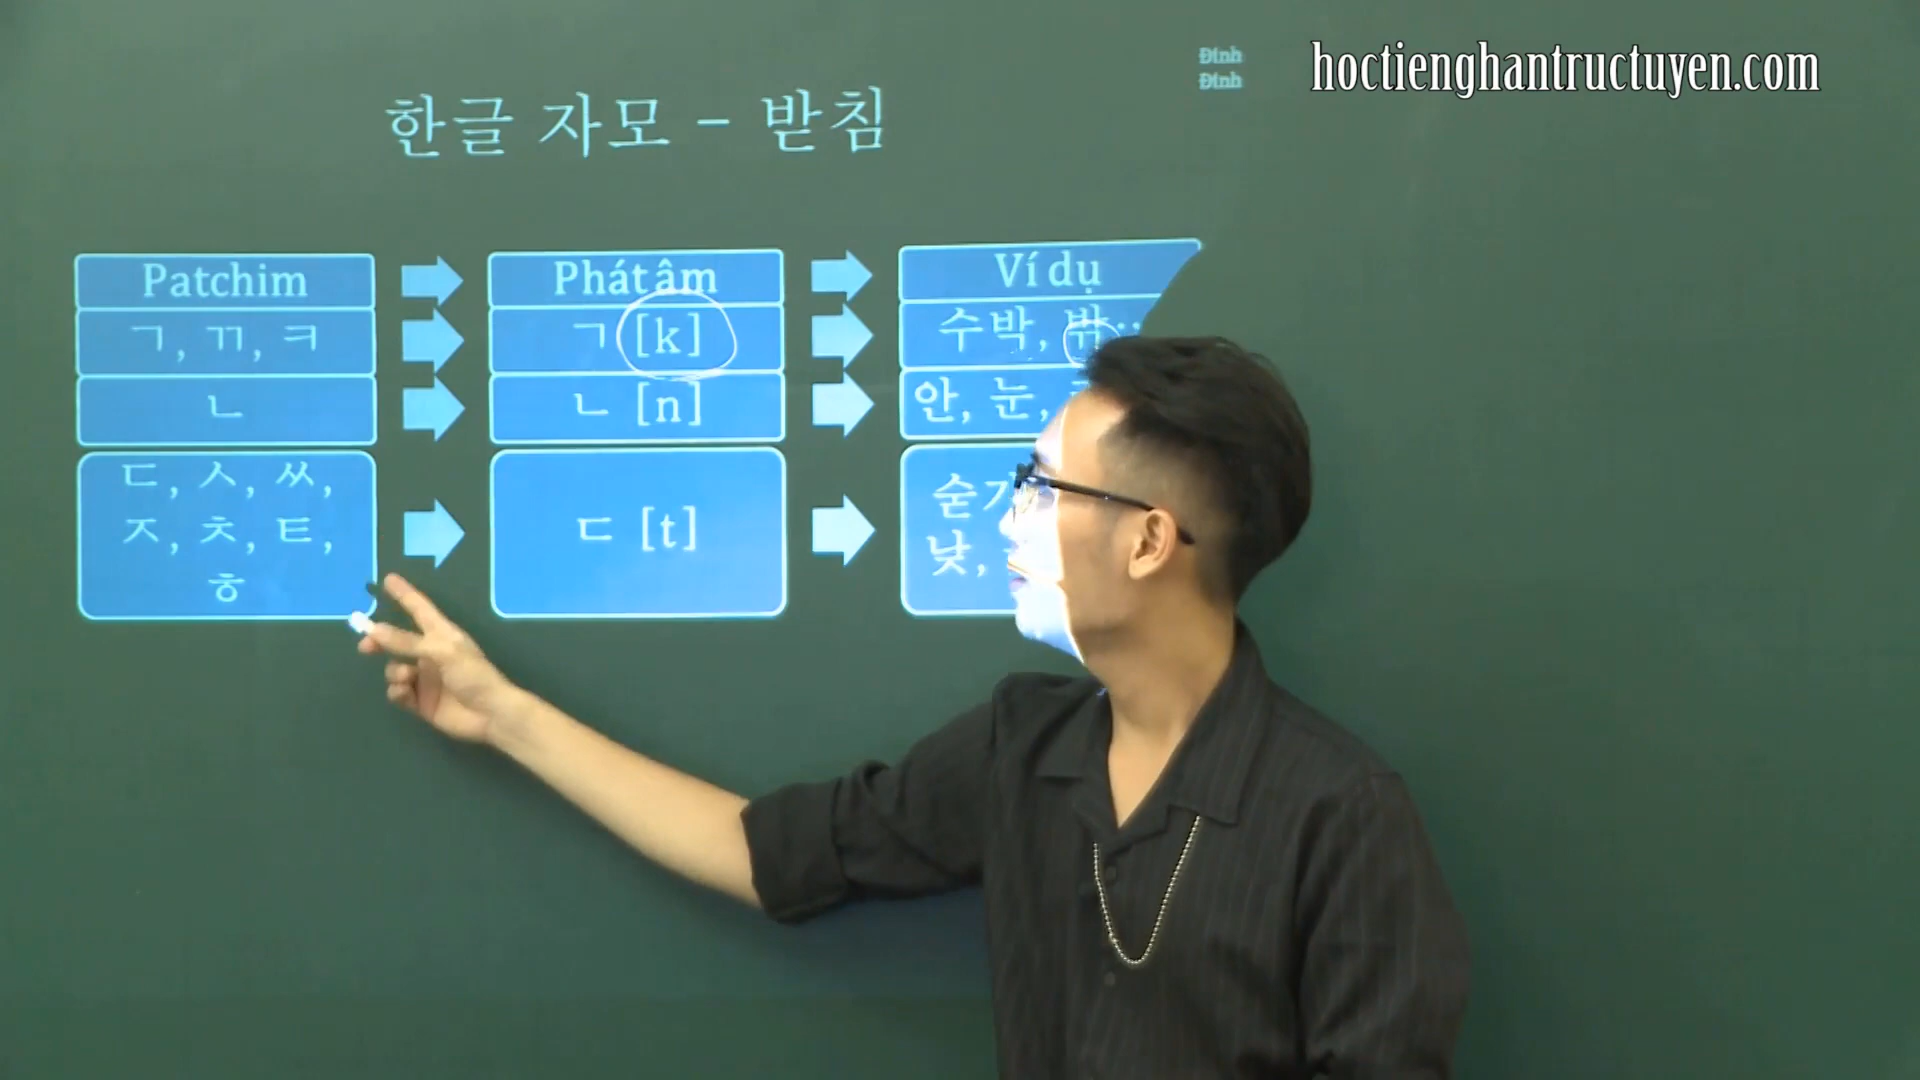 Đính
Đính
hoctienghantructuyen.com
한글 자모 - 받침
Patchim
Phát âm
Ví dụ
ㄱ, ㄲ, ㅋ
ㄱ [k]
수박, 밖…
ㄴ
ㄴ [n]
안, 눈,
ㄷ, ㅅ, ㅆ,
ㅈ, ㅊ, ㅌ,
ㅎ
ㄷ [t]
낮,